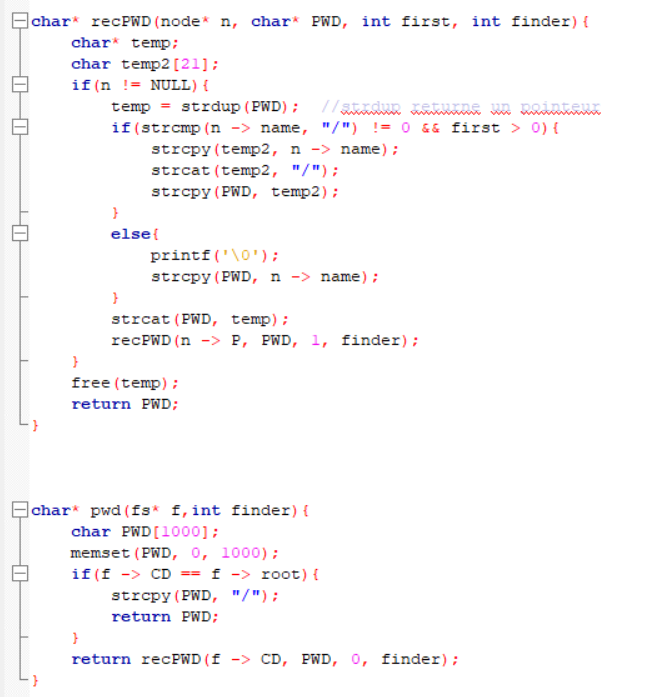 char* recPWD(node* n, char* PWD, int first, int finder){
char* temp;
char temp2[21];
if(n != NULL){
temp = strdup(PWD);  //strdup returne un pointeur
if(strcmp(n -> name, "/") != 0 && first > 0){
strcpy(temp2, n -> name);
strcat(temp2, "/");
strcpy(PWD, temp2);
}
else{
printf('\0');
strcpy(PWD, n -> name);
}
strcat(PWD, temp);
recPWD(n -> P, PWD, 1, finder);
}
free(temp);
return PWD;
}
char* pwd(fs* f,int finder){
char PWD[1000];
memset(PWD, 0, 1000);
if(f -> CD == f -> root){
strcpy(PWD, "/");
return PWD;
}
return recPWD(f -> CD, PWD, 0, finder);
}